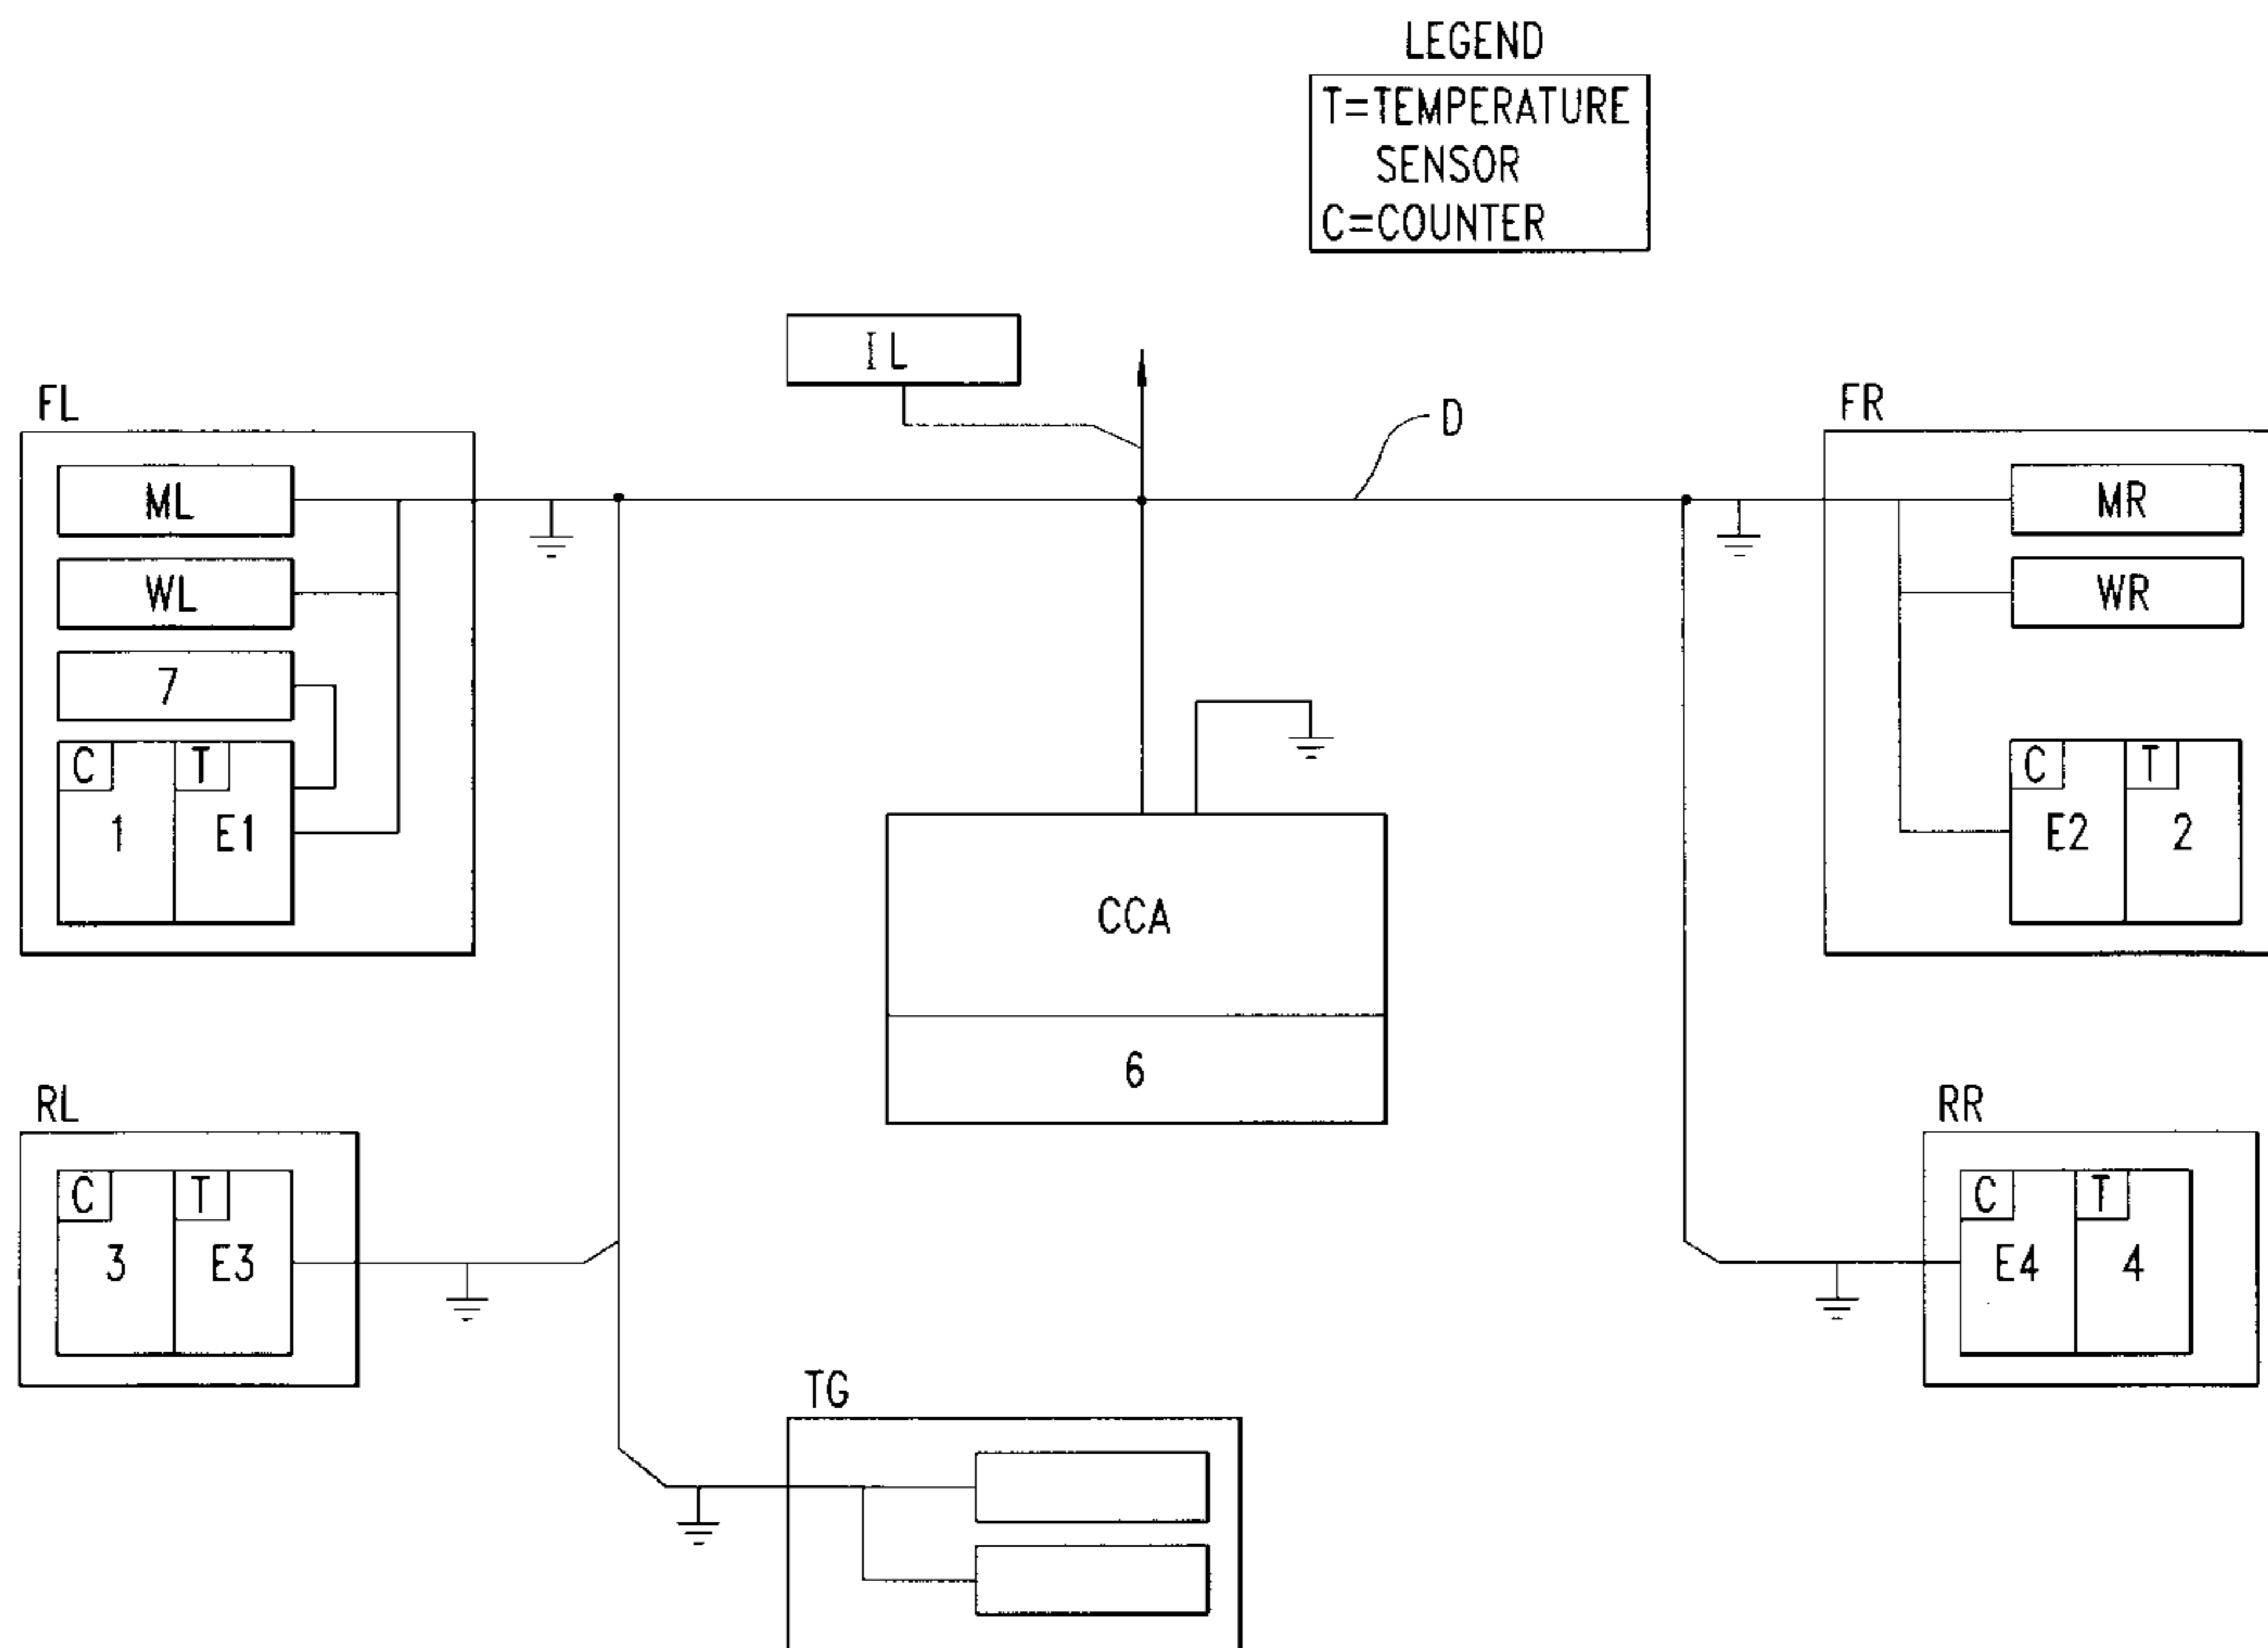 LEGEND
T=TEMPERATURE
SENSOR
C=COUNTER
IL
FL
D
FR
ML
MR
WL
WR
7
C T
1 E1
C T
E2 2
CCA
6
RL
RR
C T
3 E3
C T
E4 4
TG